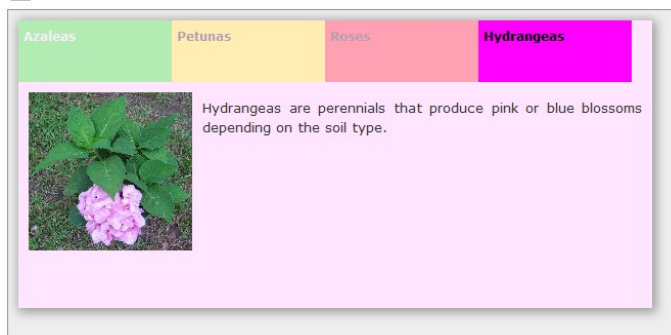 Azaleas
Petunas
Roses
Hydrangeas
Hydrangeas are perennials that produce pink or blue blossoms
depending on the soil type.